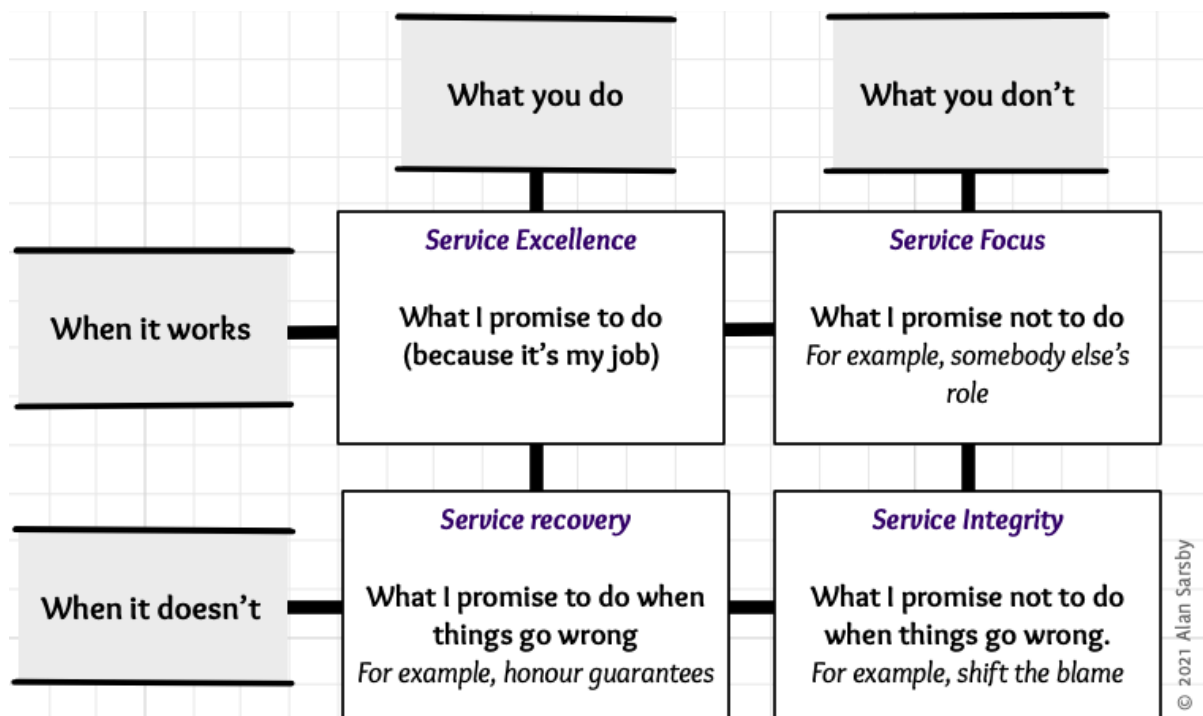 What you do
What you don't
When it works
Service Excellence
What I promise to do
(because it's my job)
Service Focus
What I promise not to do
For example, somebody else's
role
When it doesn't
Service recovery
What I promise to do when
things go wrong
For example, honour guarantees
Service Integrity
What I promise not to do
when things go wrong.
For example, shift the blame
© 2021 Alan Sarsby